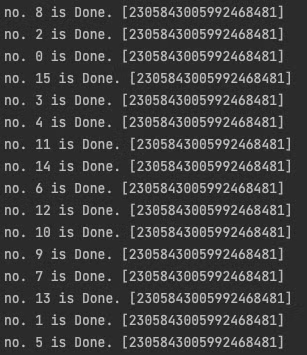 no. 8 is Done. [2305843005992468481]
no. 2 is Done. [2305843005992468481]
no. 0 is Done. [2305843005992468481]
no. 15 is Done. [2305843005992468481]
no. 3 is Done. [2305843005992468481]
no. 4 is Done. [2305843005992468481]
no. 11 is Done. [2305843005992468481]
no. 14 is Done. [2305843005992468481]
no. 6 is Done. [2305843005992468481]
no. 12 is Done. [2305843005992468481]
no. 10 is Done. [2305843005992468481]
no. 9 is Done. [2305843005992468481]
no. 7 is Done. [2305843005992468481]
no. 13 is Done. [2305843005992468481]
no. 1 is Done. [2305843005992468481]
no. 5 is Done. [2305843005992468481]